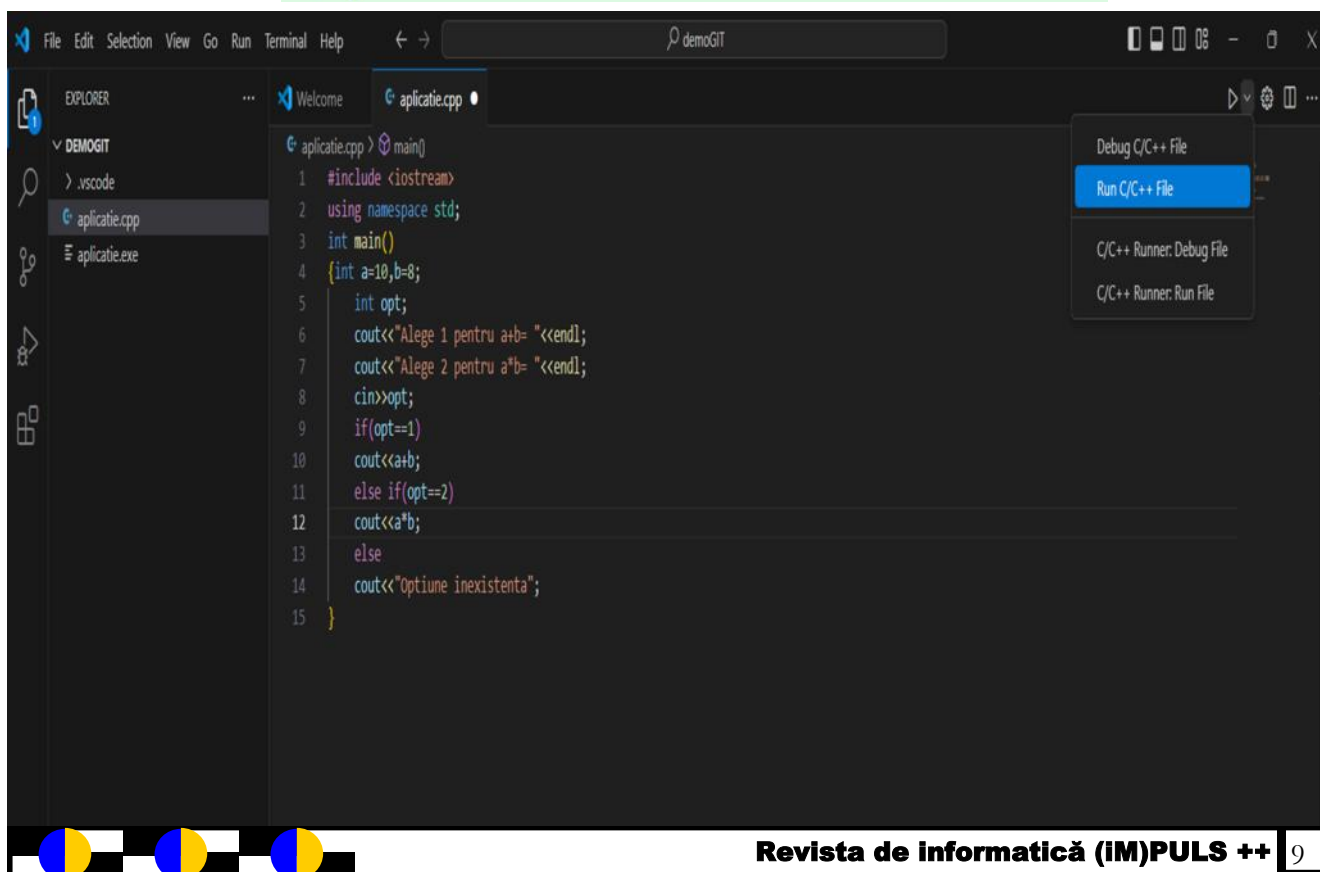 File Edit Selection View Go Run Terminal Help demoGIT
EXPLORER ... Welcome aplicatie.cpp
1
DEMOGIT
.vscode
aplicatie.cpp
aplicatie.exe
aplicatie.cpp > main()
1 #include <iostream>
2 using namespace std;
3 int main()
4 {int a=10,b=8;
5 int opt;
6 cout<<"Alege 1 pentru a+b= "<<endl;
7 cout<<"Alege 2 pentru a*b= "<<endl;
8 cin>>opt;
9 if(opt==1)
10 cout<<a+b;
11 else if(opt==2)
12 cout<<a*b;
13 else
14 cout<<"Optiune inexistenta";
15 }
Debug C/C++ File
Run C/C++ File
C/C++ Runner: Debug File
C/C++ Runner: Run File
Revista de informatică (iM)PULS ++ 9